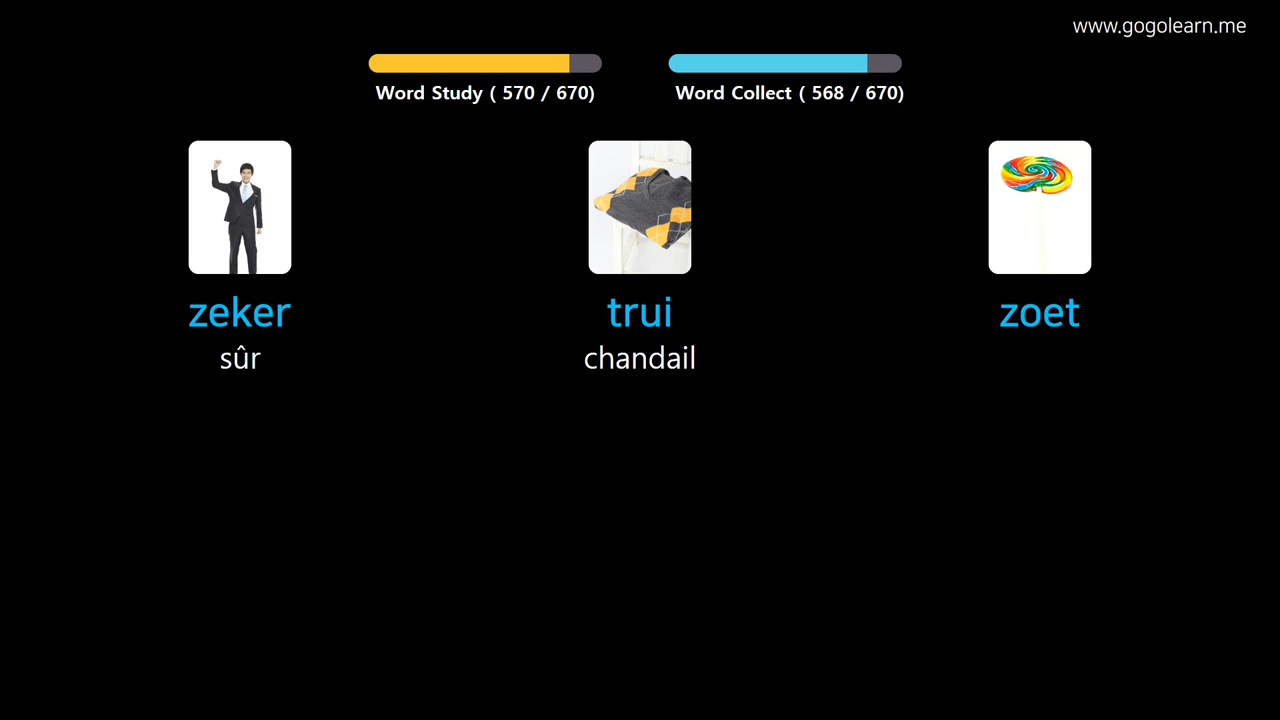 www.gogolearn.me
Word Study ( 570 / 670)
Word Collect ( 568 / 670)
zeker
trui
zoet
sûr
chandail